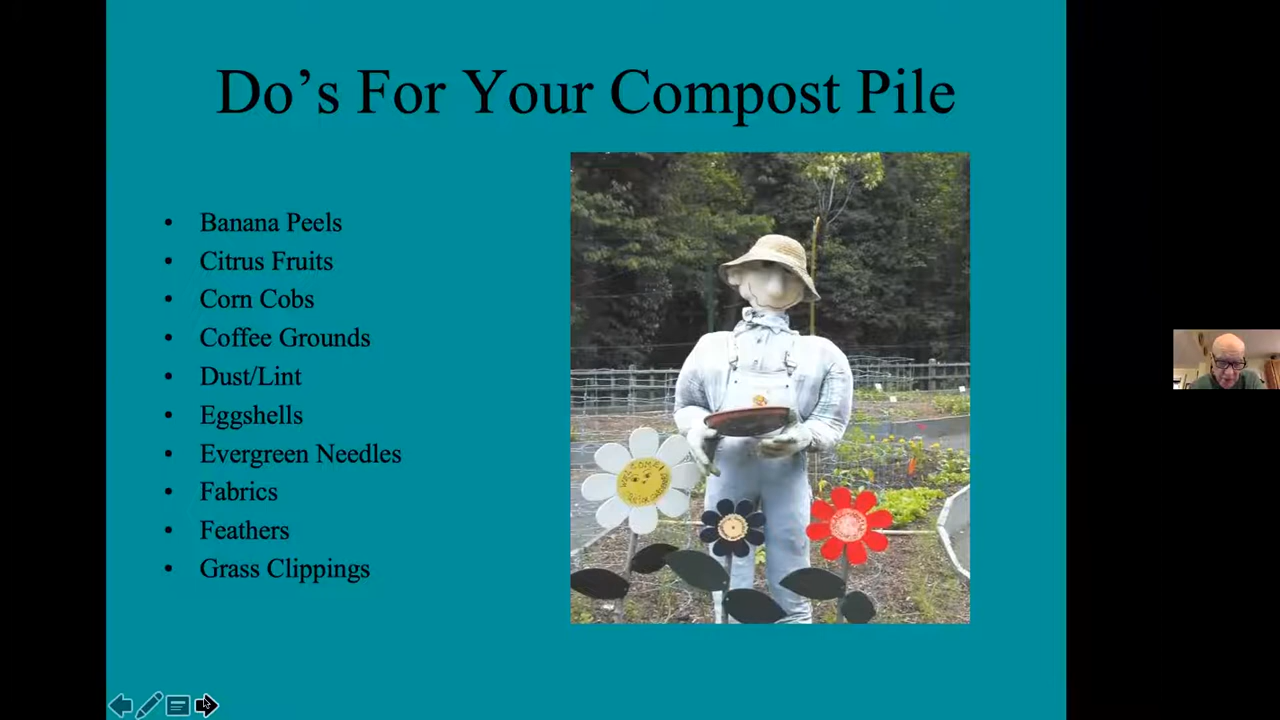 Do’s For Your Compost Pile
• Banana Peels
• Citrus Fruits
• Corn Cobs
• Coffee Grounds
• Dust/Lint
• Eggshells
• Evergreen Needles
• Fabrics
• Feathers
• Grass Clippings